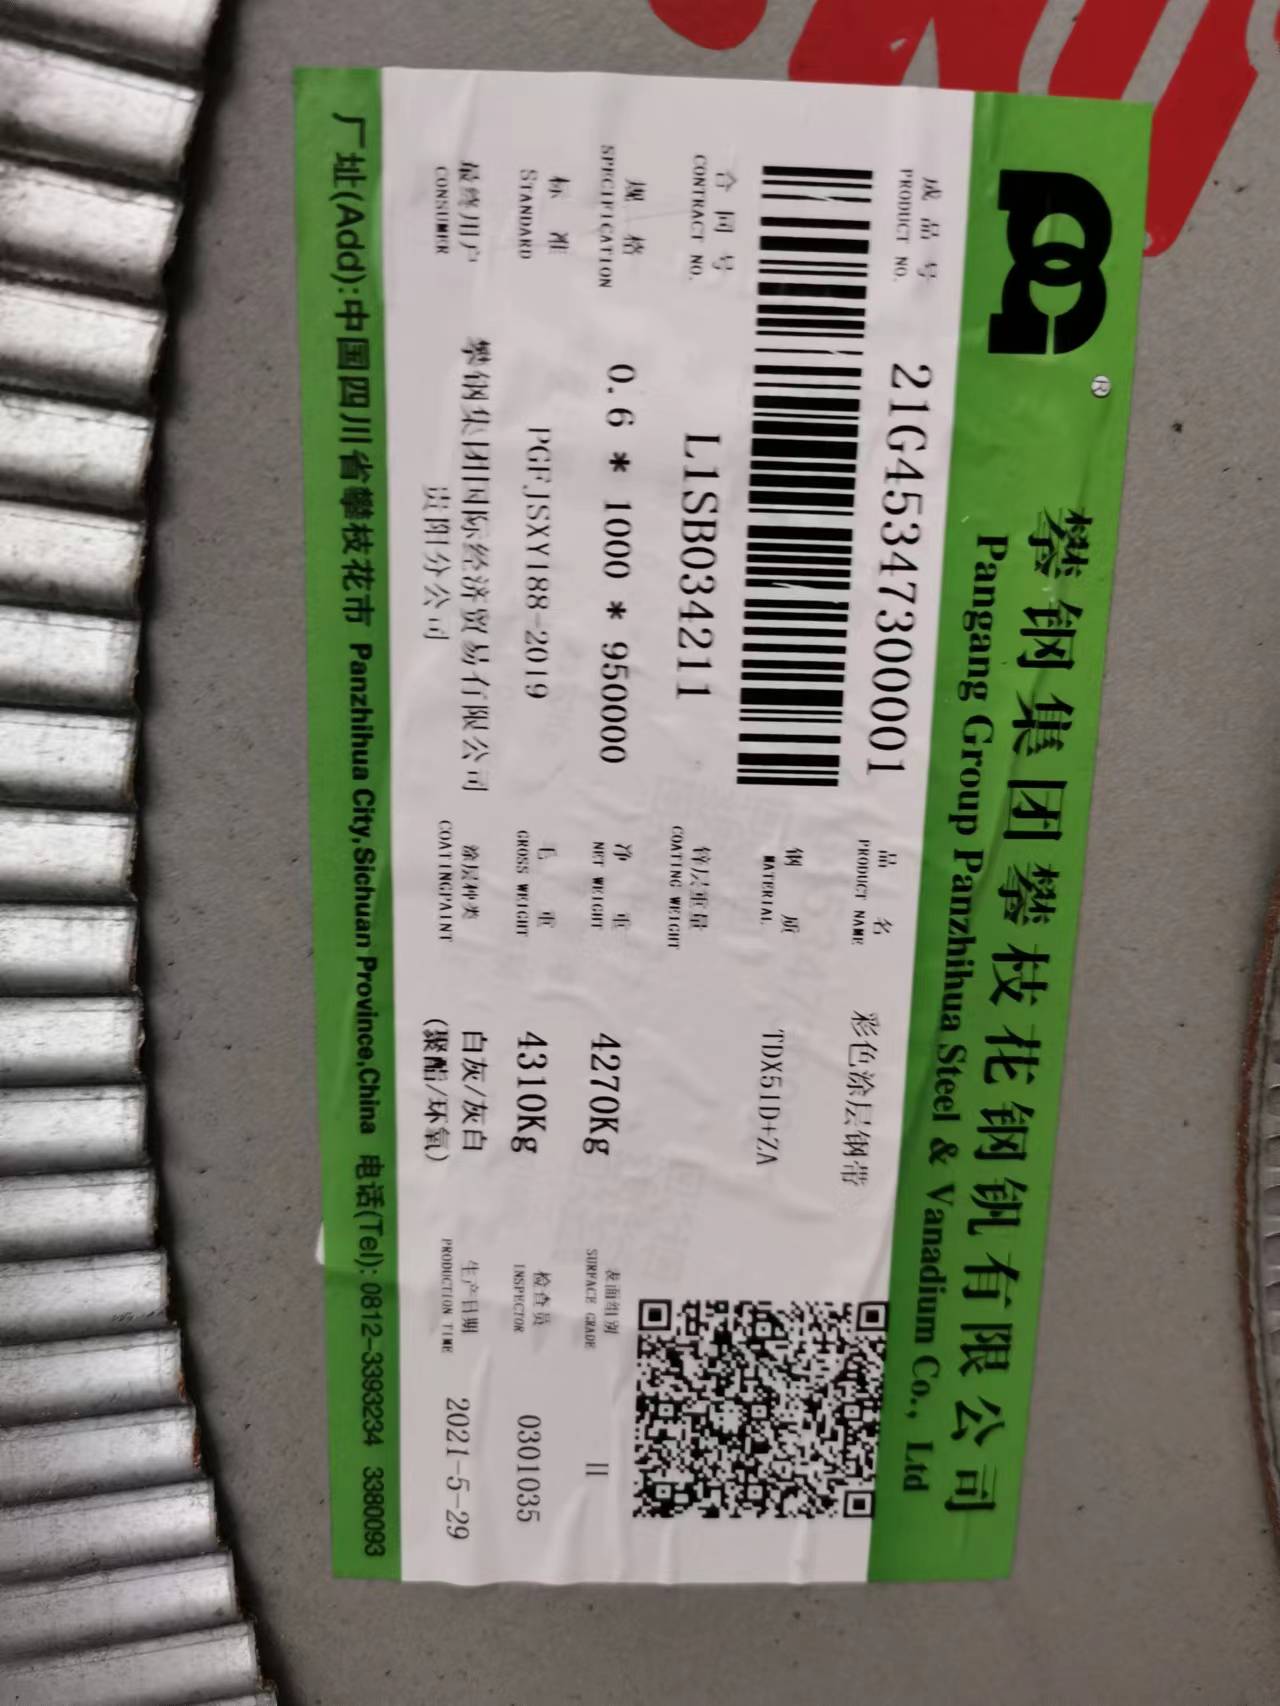 攀钢集团攀枝花钢钒有限公司
Pangang Group Panzhihua Steel & Vanadium Co., Ltd
成品号 21G45347300001
PRODUCT NO.
品名 彩色涂层钢带
PRODUCT NAME
钢质 TDX51D+ZA
MATERIAL
合同号 L1SB034211
CONTRACT NO.
锌层重量
COATING WEIGHT
规格 0.6 * 1000 * 950000
SPECIFICATION
净重 4270Kg
NET WEIGHT
表面组别 II
SURFACE GRADE
标准 PGFJSXY188-2019
STANDARD
毛重 4310Kg
GROSS WEIGHT
检查员 0301035
INSPECTOR
最终用户 攀钢集团国际经济贸易有限公司
CONSUMER 贵阳分公司
涂层种类 白灰/灰白
COATINGPAINT (聚酯/环氧)
生产日期 2021-5-29
PRODUCTION TIME
厂址(Add):中国四川省攀枝花市 Panzhihua City,Sichuan Province,China 电话(Tel): 0812-3393234 3380093